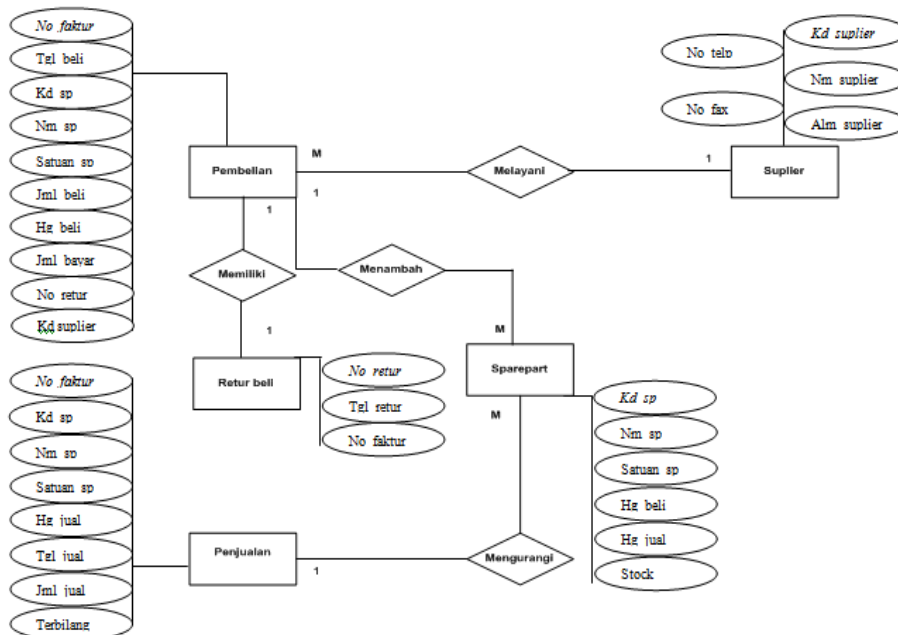 No faktur
Tgl beli
Kd sp
Nm sp
Satuan sp
Jml beli
Hg beli
Jml bayar
No retur
Kd suplier
Kd suplier
No telp
Nm suplier
No fax
Alm suplier
Pembelian
M
Melayani
1
Suplier
1
1
Memiliki
Menambah
1
M
Retur beli
No retur
Tgl retur
No faktur
Sparepart
M
Kd sp
Nm sp
Satuan sp
Hg beli
Hg jual
Stock
No faktur
Kd sp
Nm sp
Satuan sp
Hg jual
Tgl jual
Jml jual
Terbilang
Penjualan
1
Mengurangi